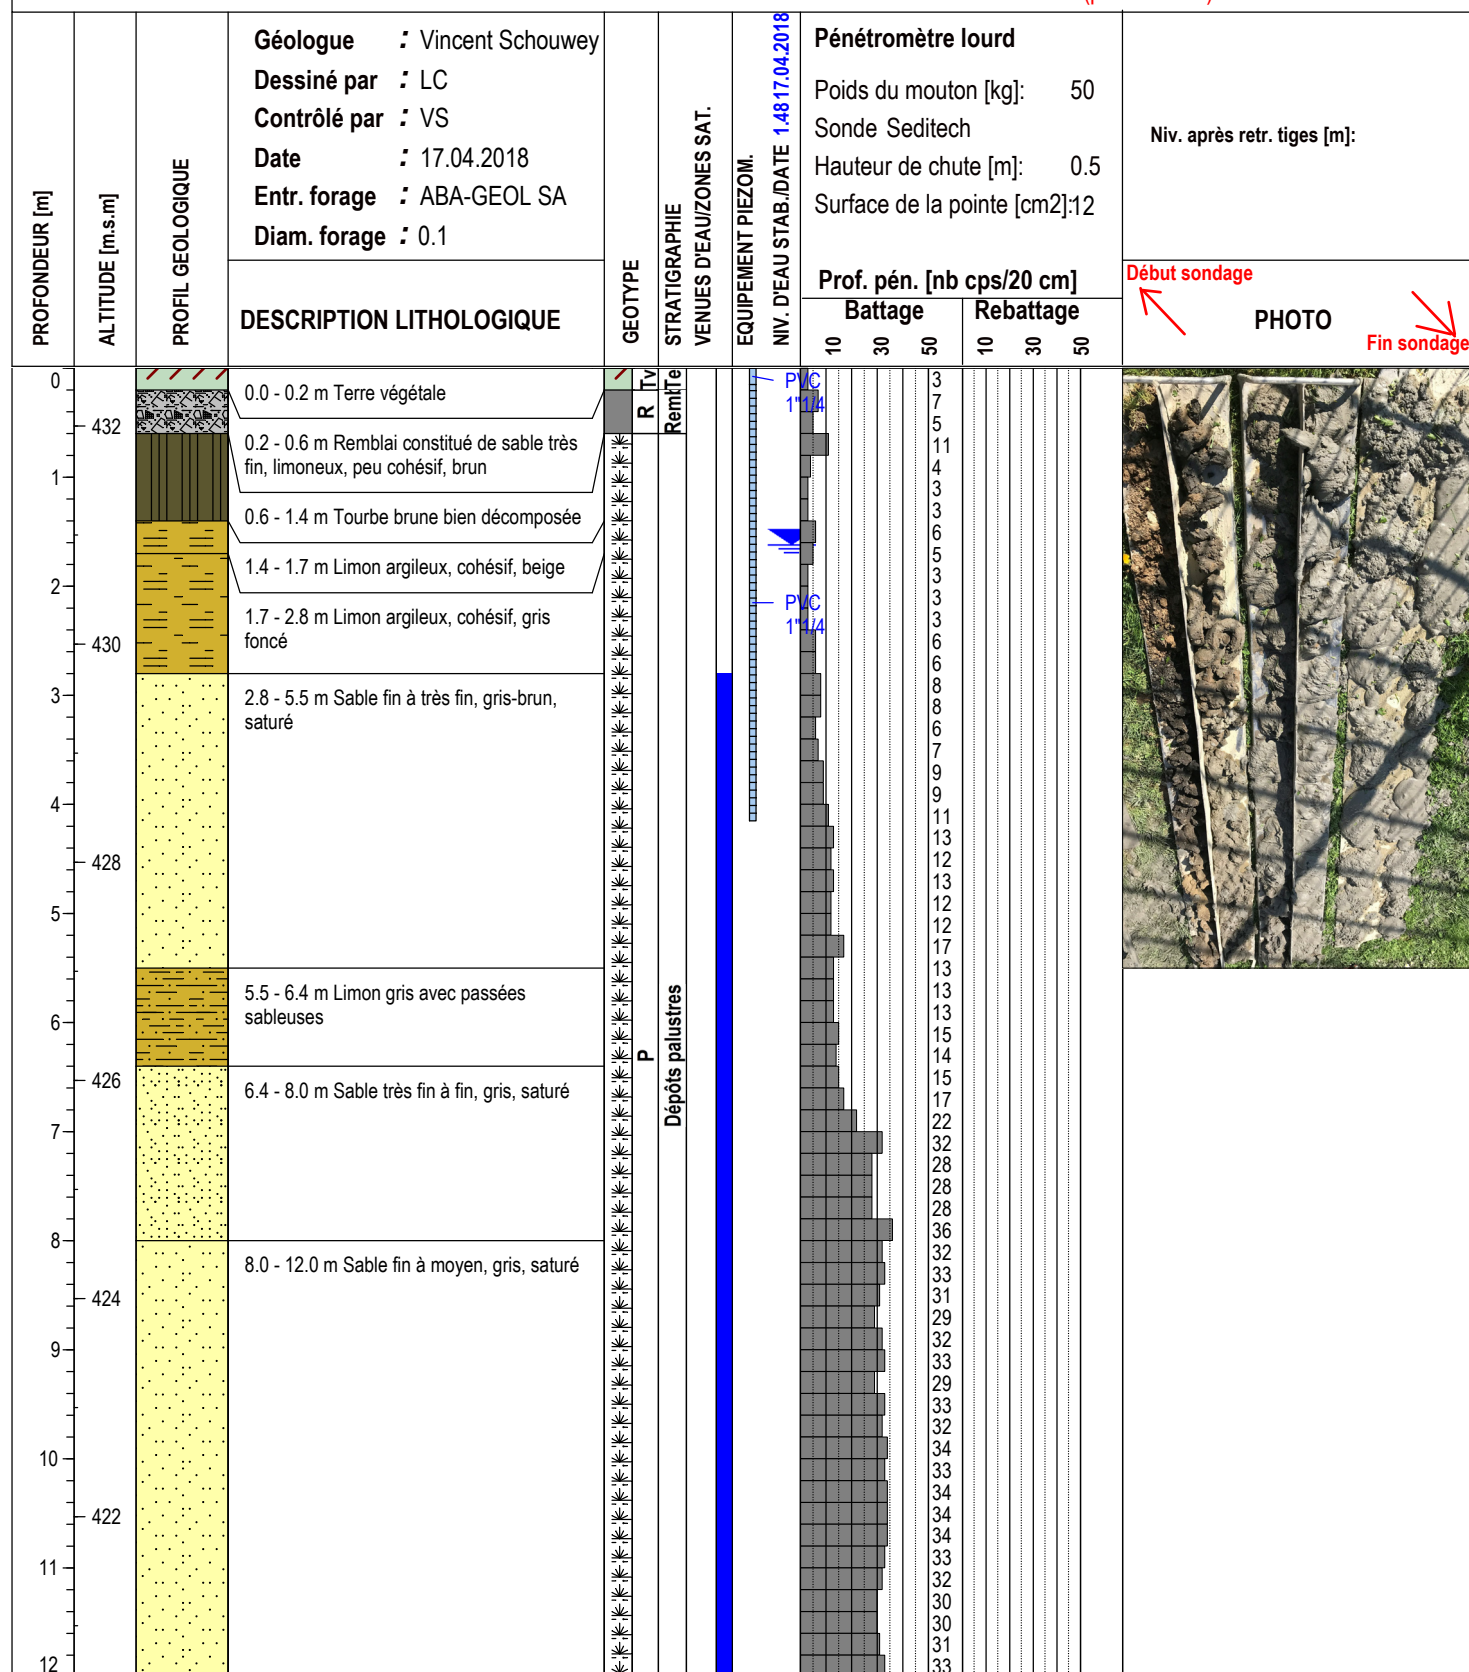 Géologue : Vincent Schouwey
Dessiné par : LC
Contrôlé par : VS
Date : 17.04.2018
Entr. forage : ABA-GEOL SA
Diam. forage : 0.1
PROFONDEUR [m]
ALTITUDE [m.s.m]
PROFIL GEOLOGIQUE
DESCRIPTION LITHOLOGIQUE
GEOTYPE
STRATIGRAPHIE
VENUES D'EAU/ZONES SAT.
EQUIPEMENT PIEZOM.
NIV. D'EAU STAB./DATE 1.48 17.04.2018
Pénétromètre lourd
Poids du mouton [kg]: 50
Sonde Seditech
Hauteur de chute [m]: 0.5
Surface de la pointe [cm2]:12
Prof. pén. [nb cps/20 cm]
Battage Rebattage
10 30 50 10 30 50
Niv. après retr. tiges [m]:
Début sondage
PHOTO
Fin sondage
0
1
2
3
4
5
6
7
8
9
10
11
12
432
430
428
426
424
422
0.0 - 0.2 m Terre végétale
0.2 - 0.6 m Remblai constitué de sable très
fin, limoneux, peu cohésif, brun
0.6 - 1.4 m Tourbe brune bien décomposée
1.4 - 1.7 m Limon argileux, cohésif, beige
1.7 - 2.8 m Limon argileux, cohésif, gris
foncé
2.8 - 5.5 m Sable fin à très fin, gris-brun,
saturé
5.5 - 6.4 m Limon gris avec passées
sableuses
6.4 - 8.0 m Sable très fin à fin, gris, saturé
8.0 - 12.0 m Sable fin à moyen, gris, saturé
Tv
R
P
Te
Remb
Dépôts palustres
PVC
1"1/4
PVC
1"1/4
3
7
5
11
4
3
3
6
5
3
3
3
6
6
8
8
6
7
9
9
11
13
12
13
12
12
17
13
13
13
15
14
15
17
22
32
28
28
28
36
32
33
31
29
32
33
29
33
32
34
33
34
34
34
33
32
30
30
31
33